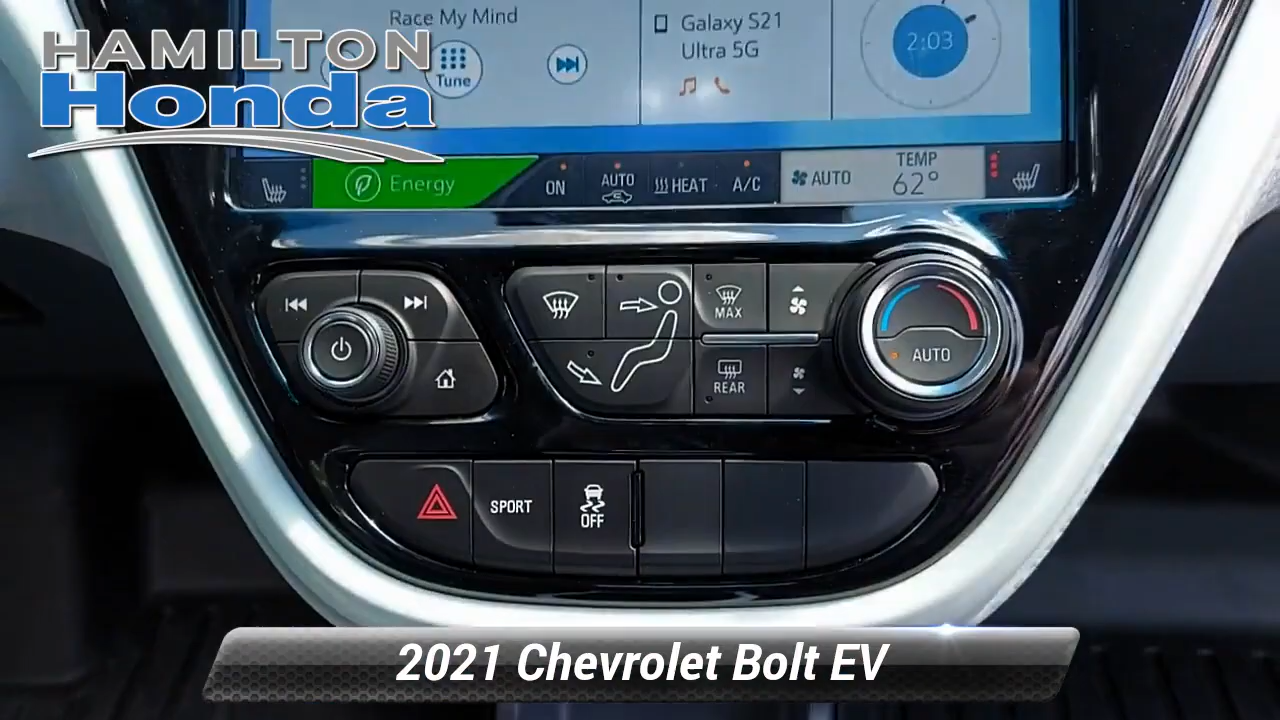 HAMILTON
Honda
Race My Mind
Tune
Galaxy S21
Ultra 5G
2:03
Energy
ON
AUTO
HEAT
A/C
AUTO
TEMP
62°
MAX
REAR
AUTO
SPORT
OFF
2021 Chevrolet Bolt EV